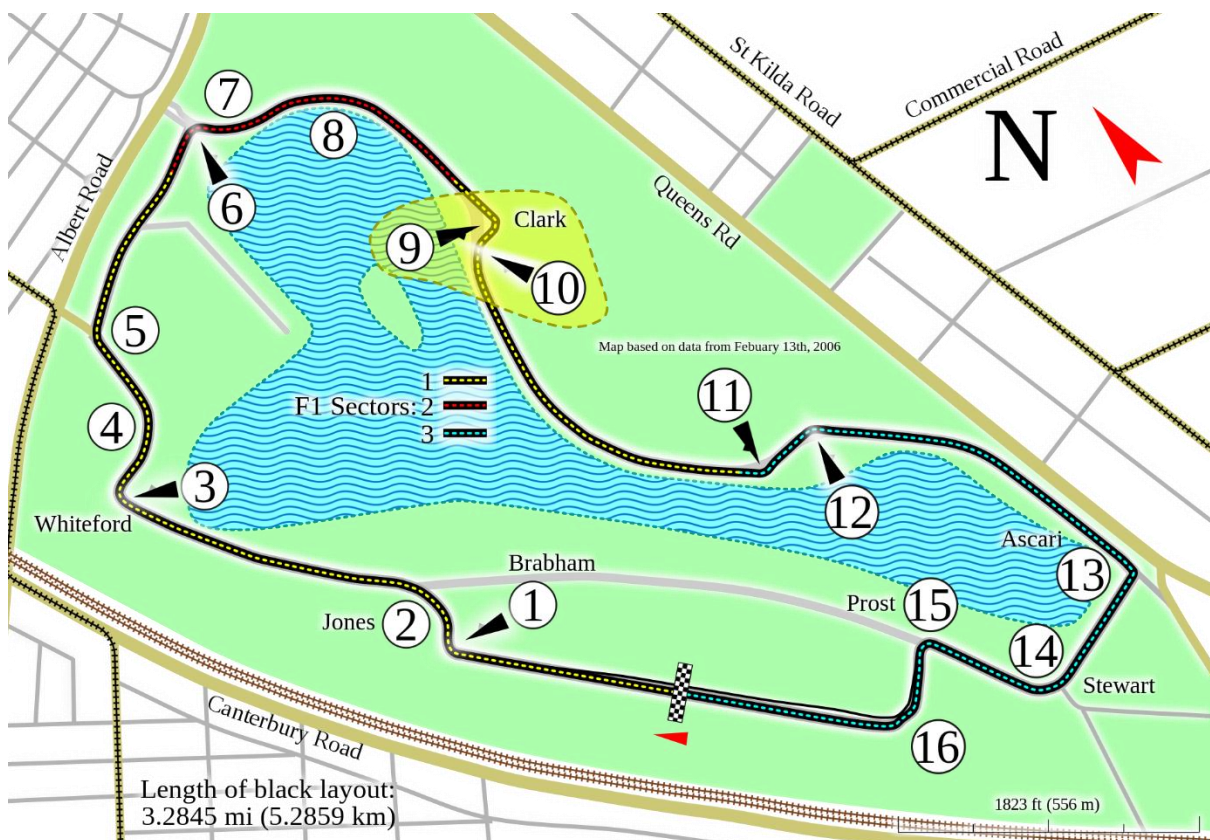 St Kilda Road
Commercial Road
N
7
8
Albert Road
6
Queens Rd
Clark
9
10
5
Map based on data from Febuary 13th, 2006
1
F1 Sectors: 2
3
11
4
3
12
Whiteford
Ascari
Brabham
13
1
Prost 15
Jones 2
14
Stewart
Canterbury Road
16
Length of black layout:
3.2845 mi (5.2859 km)
1823 ft (556 m)